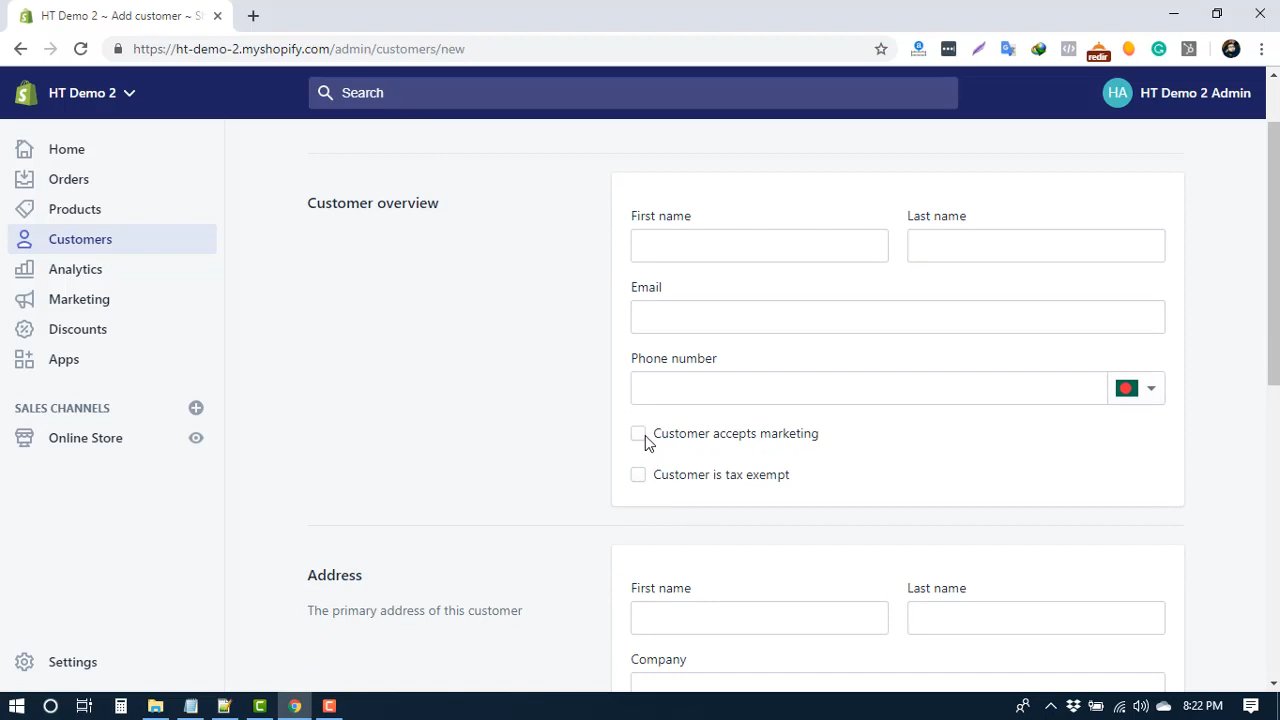 HT Demo 2 ~ Add customer ~ Sh
https://ht-demo-2.myshopify.com/admin/customers/new
redir
HT Demo 2
Search
HA
HT Demo 2 Admin
Home
Orders
Products
Customers
Analytics
Marketing
Discounts
Apps
SALES CHANNELS
Online Store
Settings
Customer overview
First name
Last name
Email
Phone number
Customer accepts marketing
Customer is tax exempt
Address
The primary address of this customer
First name
Last name
Company
8:22 PM